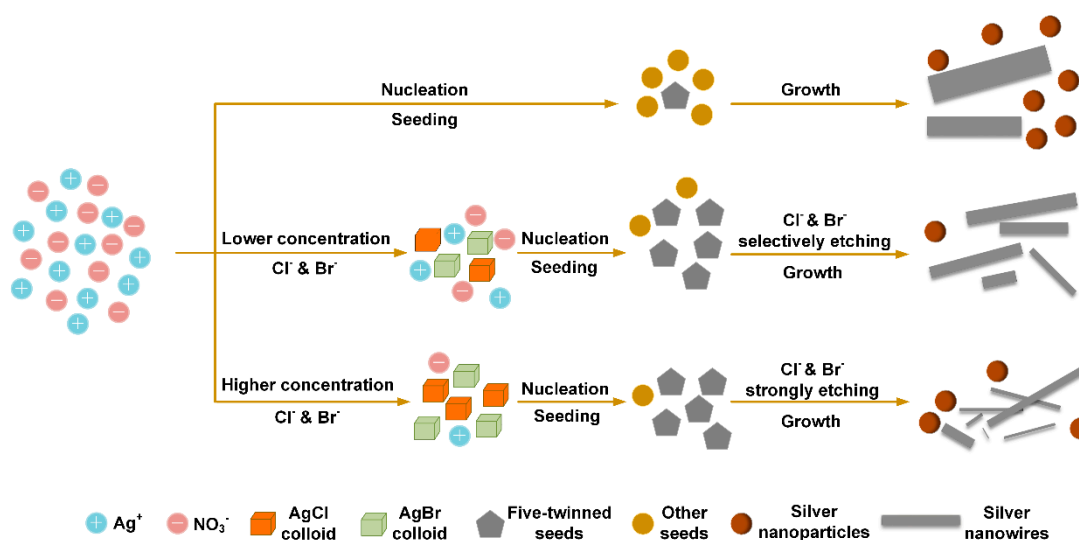 Nucleation
Seeding
Growth
Lower concentration
Cl⁻ & Br⁻
Nucleation
Seeding
Cl⁻ & Br⁻
selectively etching
Growth
Higher concentration
Cl⁻ & Br⁻
Nucleation
Seeding
Cl⁻ & Br⁻
strongly etching
Growth
Ag⁺
NO₃⁻
AgCl
colloid
AgBr
colloid
Five-twinned
seeds
Other
seeds
Silver
nanoparticles
Silver
nanowires